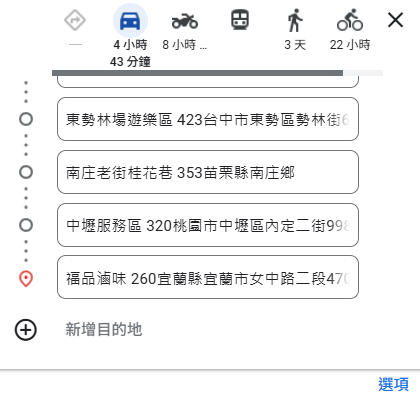 4 小時
43 分鐘
8 小時 ...
3 天
22 小時
東勢林場遊樂區 423台中市東勢區勢林街6
南庄老街桂花巷 353苗栗縣南庄鄉
中壢服務區 320桃園市中壢區內定二街998
福品滷味 260宜蘭縣宜蘭市女中路二段470
新增目的地
選項